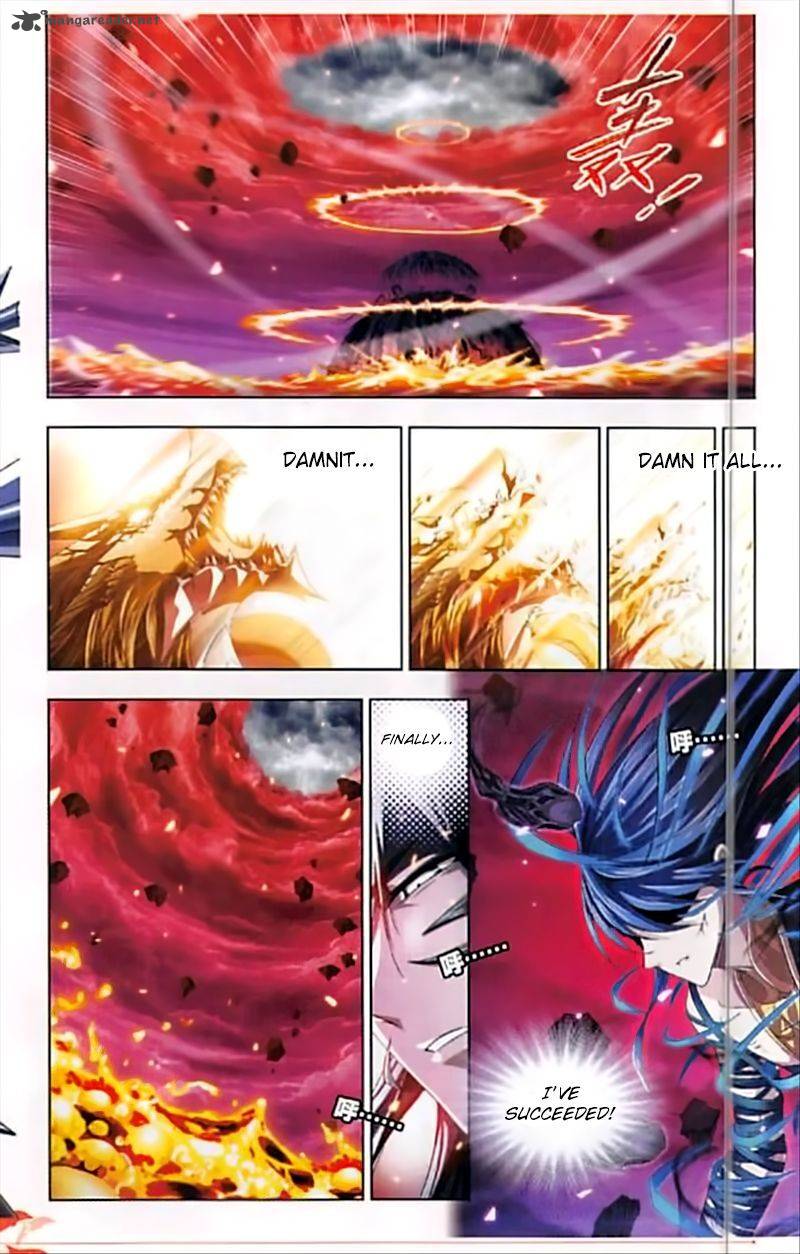 mangareader.net
轰!
DAMNIT...
DAMN IT ALL...
FINALLY...
呼……
呼……
I'VE
SUCCEEDED!
呼……